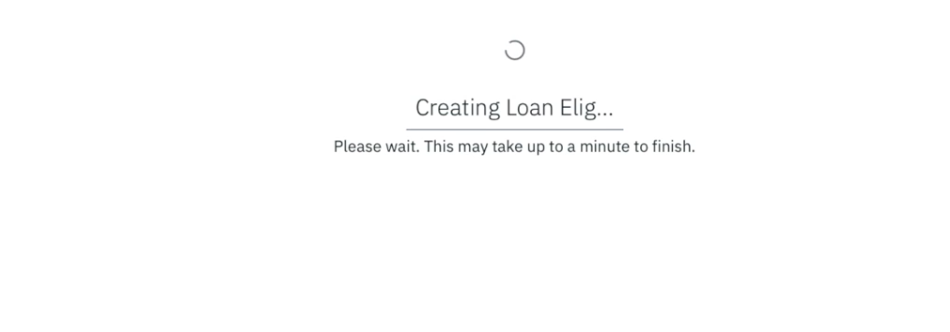 Creating Loan Elig...
Please wait. This may take up to a minute to finish.